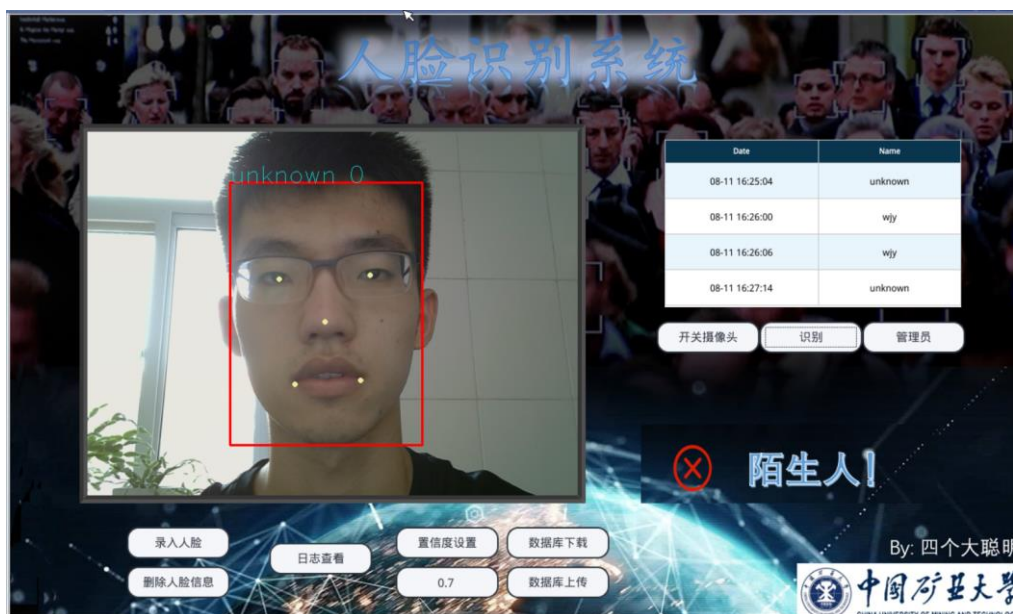 人脸识别系统
unknown 0
Date Name
08-11 16:25:04 unknown
08-11 16:26:00 wjy
08-11 16:26:06 wjy
08-11 16:27:14 unknown
开关摄像头 识别 管理员
陌生人!
录入人脸 日志查看 置信度设置 数据库下载
删除人脸信息 0.7 数据库上传
By: 四个大聪明
中国矿业大学